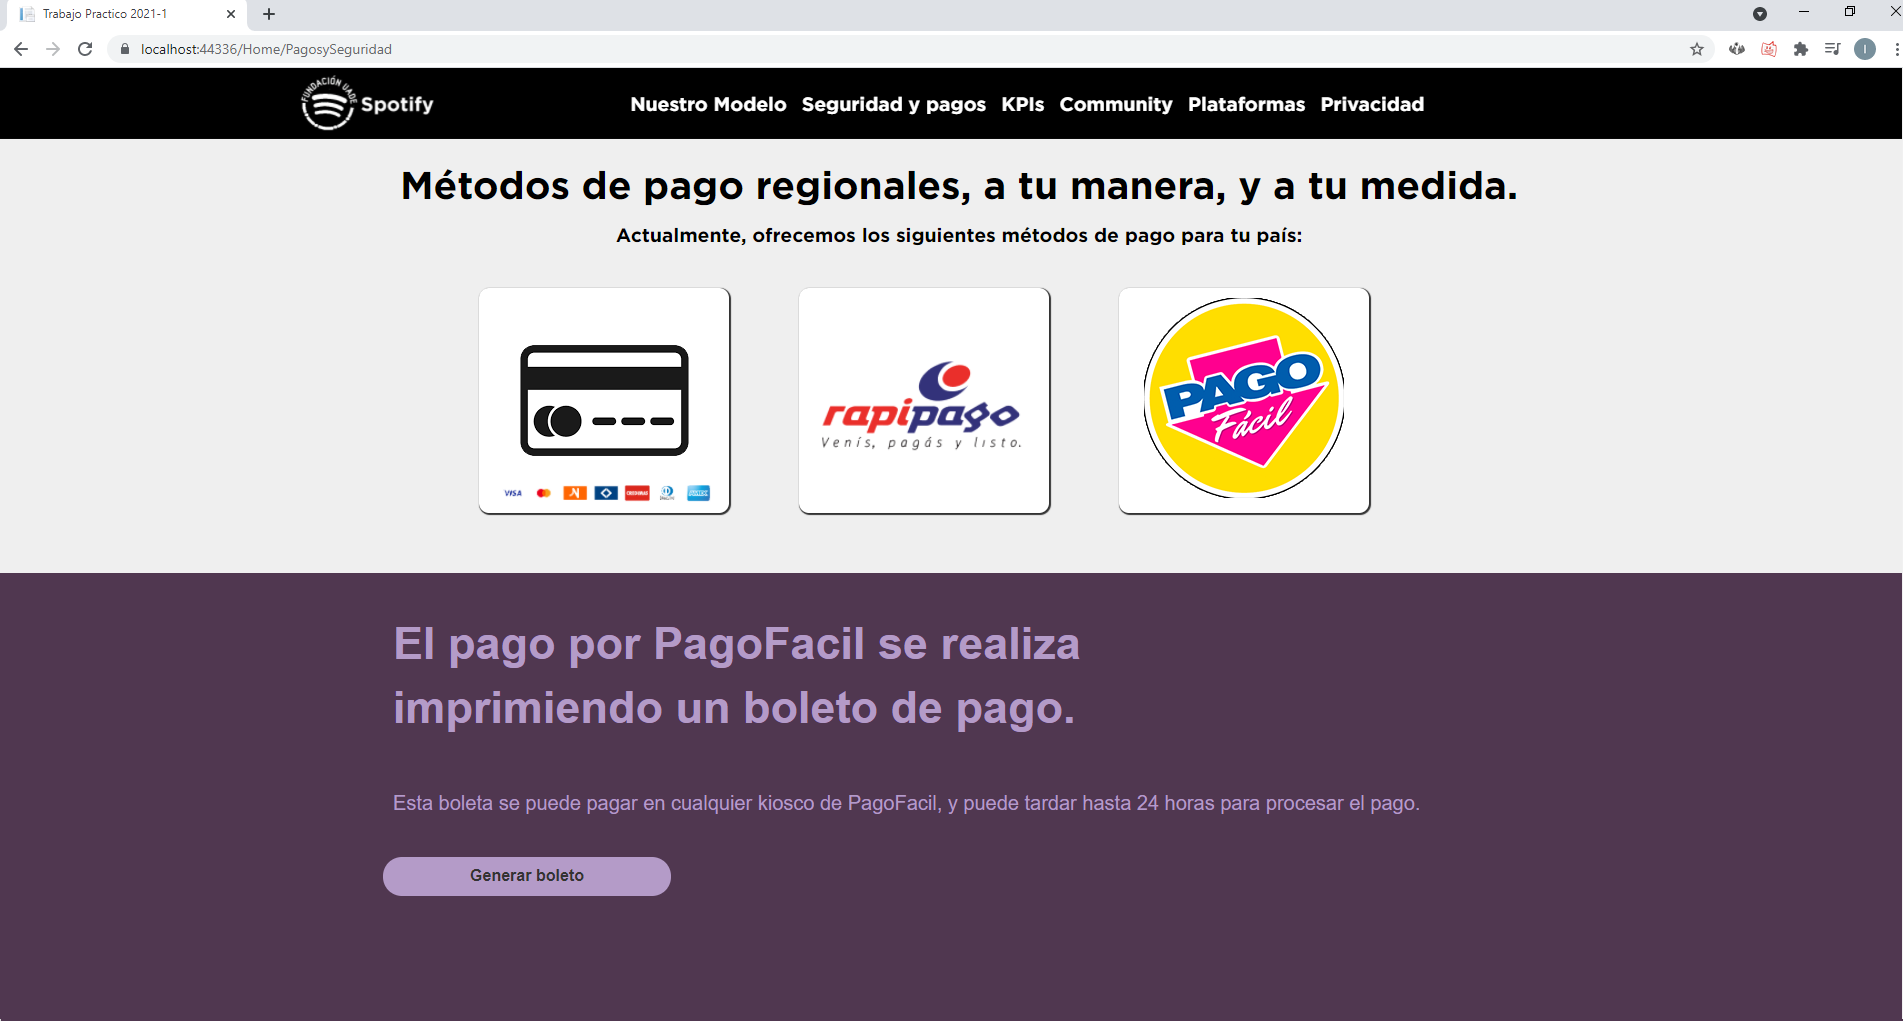 Trabajo Practico 2021-1
localhost:44336/Home/PagosySeguridad
I
FUNDACIÓN UADE
Spotify
Nuestro Modelo Seguridad y pagos KPIs Community Plataformas Privacidad
Métodos de pago regionales, a tu manera, y a tu medida.
Actualmente, ofrecemos los siguientes métodos de pago para tu país:
VISA
N
rapipago
Venís, pagás y listo.
PAGO
Fácil
El pago por PagoFacil se realiza
imprimiendo un boleto de pago.
Esta boleta se puede pagar en cualquier kiosco de PagoFacil, y puede tardar hasta 24 horas para procesar el pago.
Generar boleto